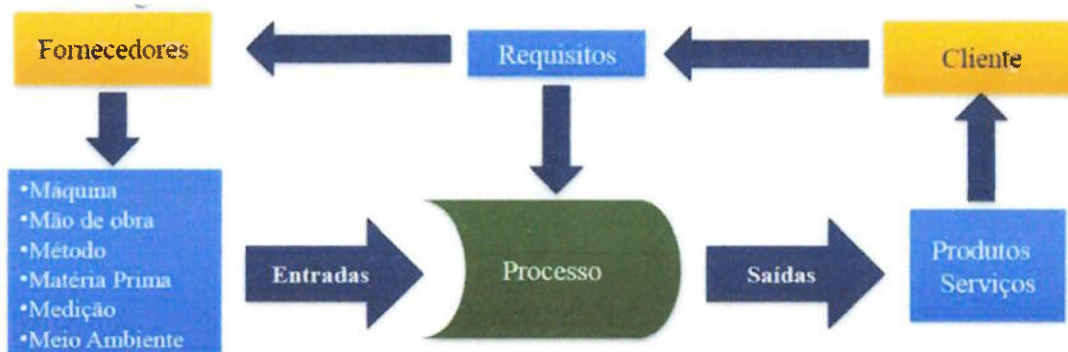 Fornecedores
Requisitos
Cliente
•Máquina
•Mão de obra
•Método
•Matéria Prima
•Medição
•Meio Ambiente
Entradas
Processo
Saídas
Produtos
Serviços